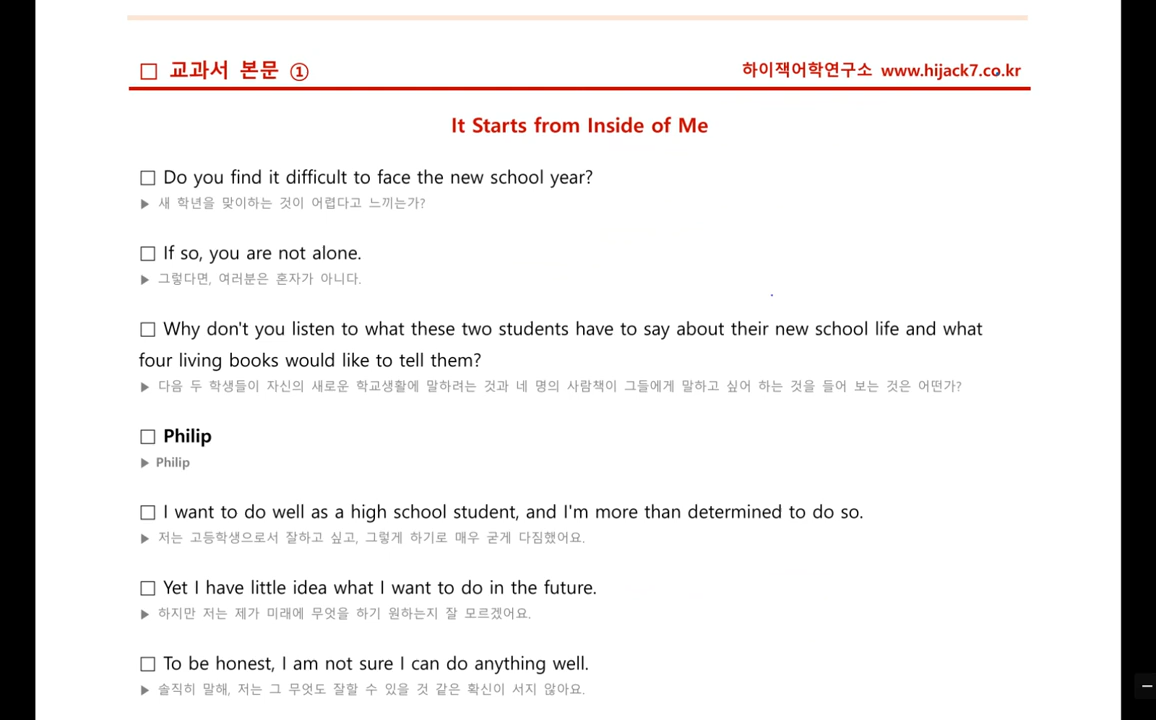 □ 교과서 본문 ① 하이잭어학연구소 www.hijack7.co.kr
It Starts from Inside of Me
□ Do you find it difficult to face the new school year?
▶ 새 학년을 맞이하는 것이 어렵다고 느끼는가?
□ If so, you are not alone.
▶ 그렇다면, 여러분은 혼자가 아니다.
□ Why don't you listen to what these two students have to say about their new school life and what
four living books would like to tell them?
▶ 다음 두 학생들이 자신의 새로운 학교생활에 말하려는 것과 네 명의 사람책이 그들에게 말하고 싶어 하는 것을 들어 보는 것은 어떤가?
□ Philip
▶ Philip
□ I want to do well as a high school student, and I'm more than determined to do so.
▶ 저는 고등학생으로서 잘하고 싶고, 그렇게 하기로 매우 굳게 다짐했어요.
□ Yet I have little idea what I want to do in the future.
▶ 하지만 저는 제가 미래에 무엇을 하기 원하는지 잘 모르겠어요.
□ To be honest, I am not sure I can do anything well.
▶ 솔직히 말해, 저는 그 무엇도 잘할 수 있을 것 같은 확신이 서지 않아요.